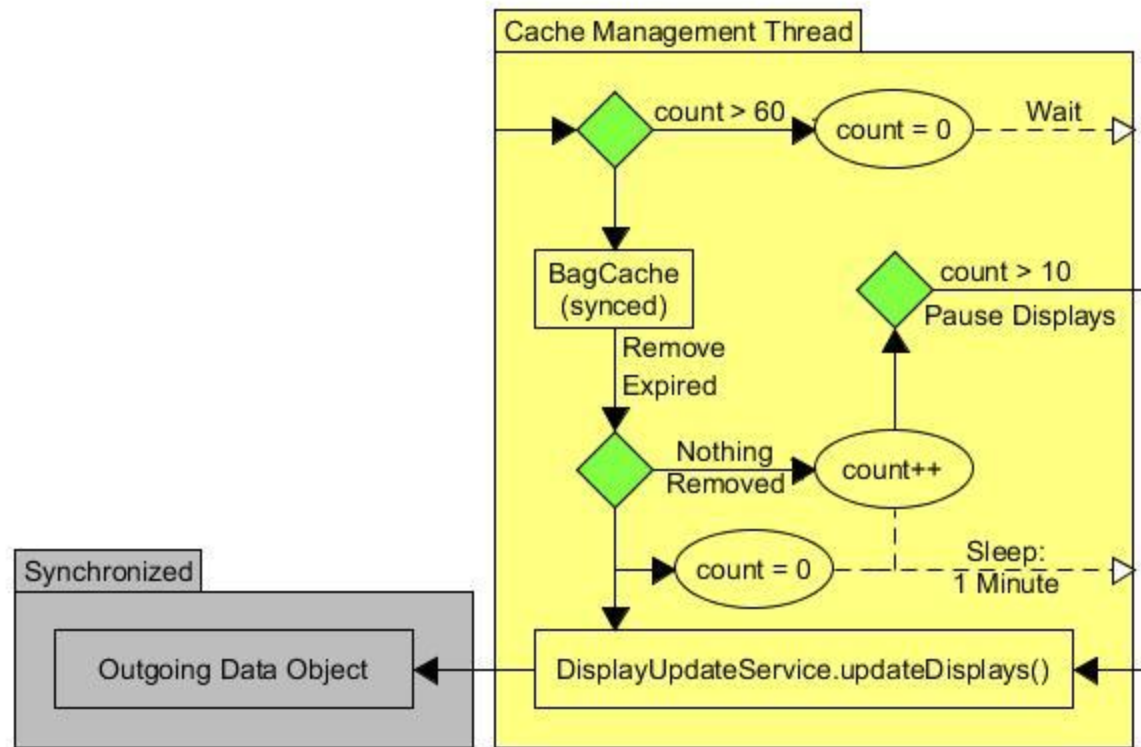 Cache Management Thread
count > 60
count = 0
Wait
BagCache
(synced)
count > 10
Pause Displays
Remove
Expired
Nothing
Removed
count++
count = 0
Sleep:
1 Minute
Synchronized
Outgoing Data Object
DisplayUpdateService.updateDisplays()